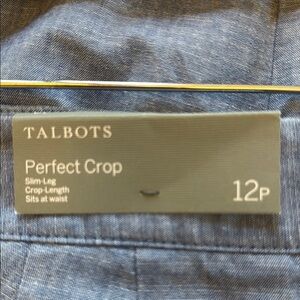 TALBOTS
Perfect Crop
Slim-Leg
Crop-Length
Sits at waist
12P